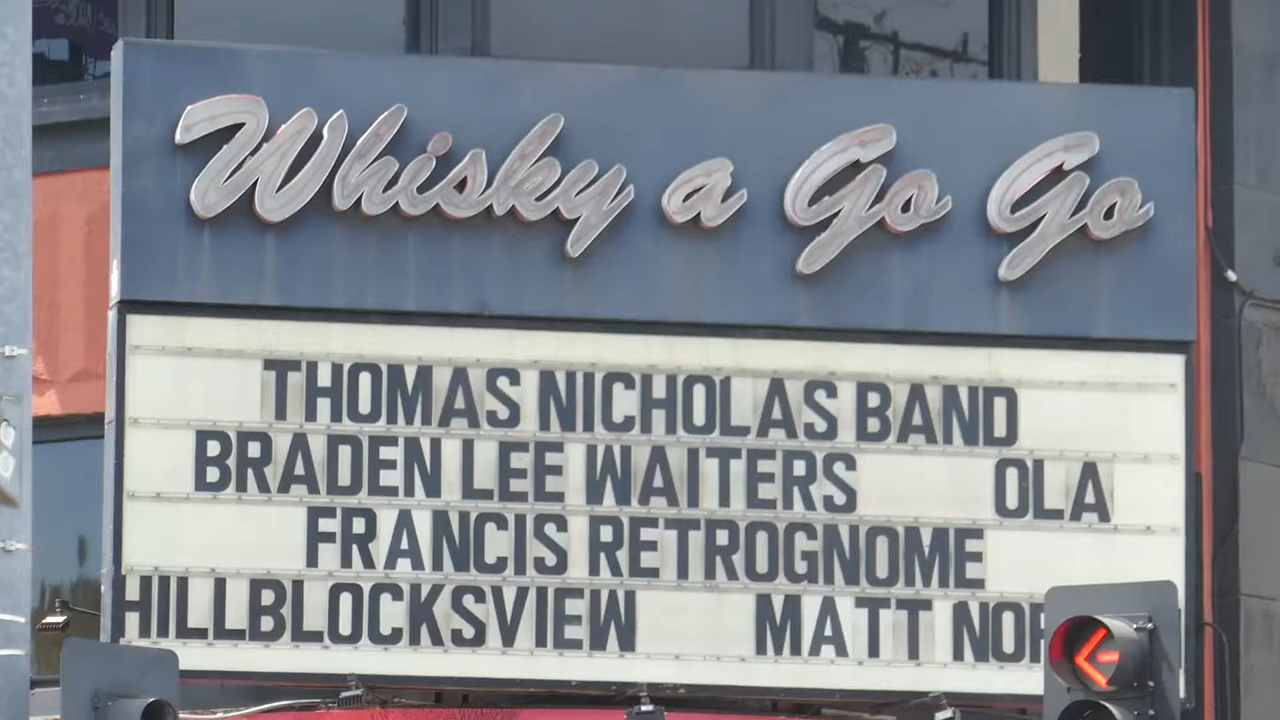 Whisky a Go Go
THOMAS NICHOLAS BAND
BRADEN LEE WAITERS OLA
FRANCIS RETROGNOME
HILLBLOCKSVIEW MATT